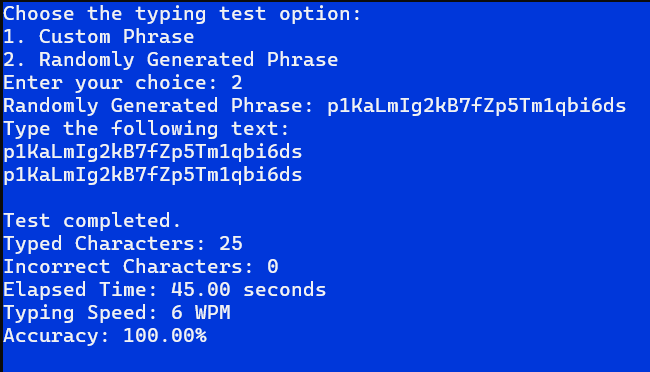 Choose the typing test option:
1. Custom Phrase
2. Randomly Generated Phrase
Enter your choice: 2
Randomly Generated Phrase: p1KaLmIg2kB7fZp5Tm1qbi6ds
Type the following text:
p1KaLmIg2kB7fZp5Tm1qbi6ds
p1KaLmIg2kB7fZp5Tm1qbi6ds
Test completed.
Typed Characters: 25
Incorrect Characters: 0
Elapsed Time: 45.00 seconds
Typing Speed: 6 WPM
Accuracy: 100.00%